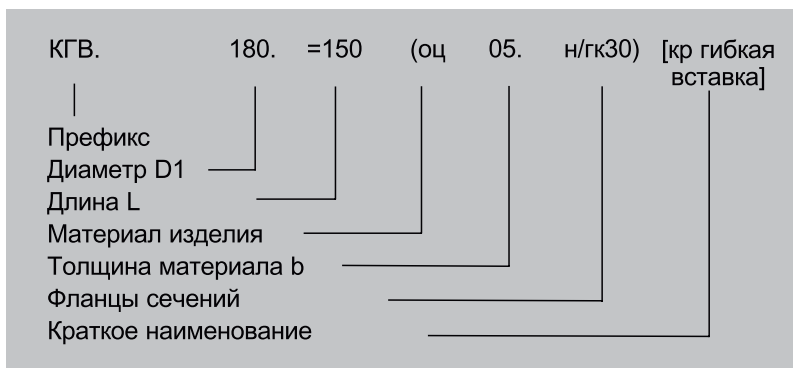 КГВ. 180. =150 (оц 05. н/гк30) [кр гибкая
вставка]
Префикс
Диаметр D1
Длина L
Материал изделия
Толщина материала b
Фланцы сечений
Краткое наименование